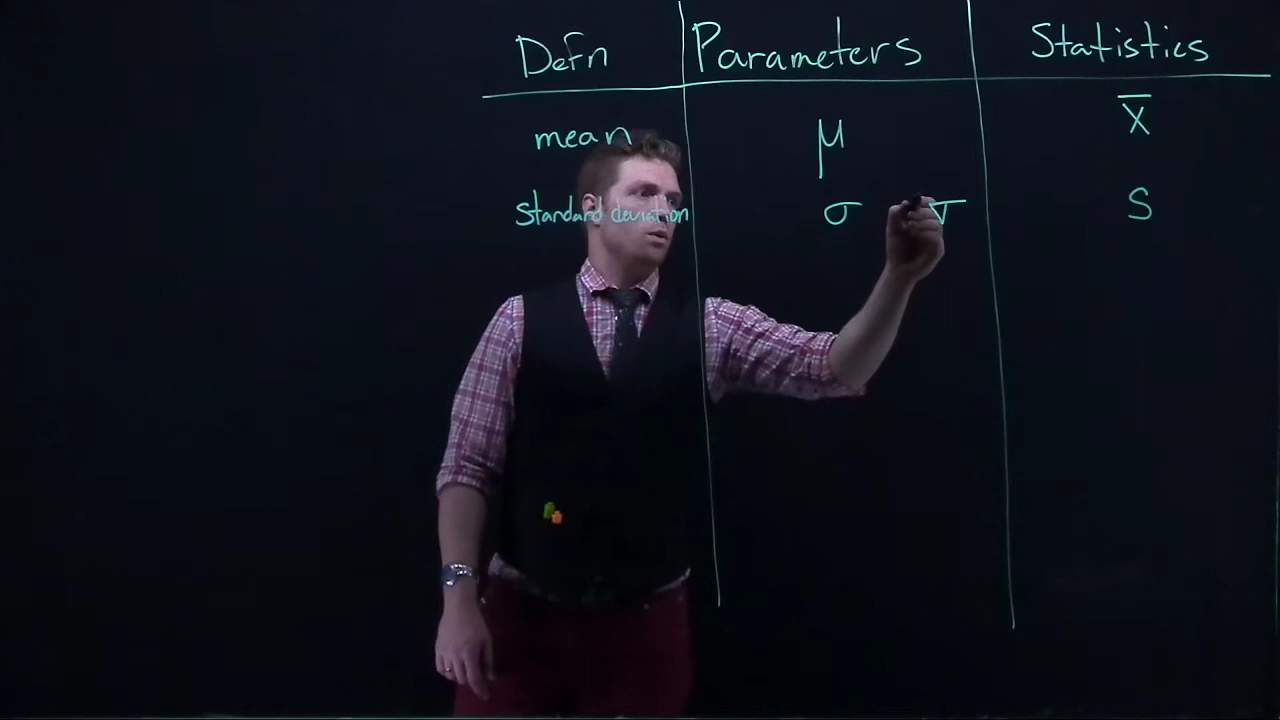 Defn Parameters Statistics
mean μ X̅
standard deviation σ S